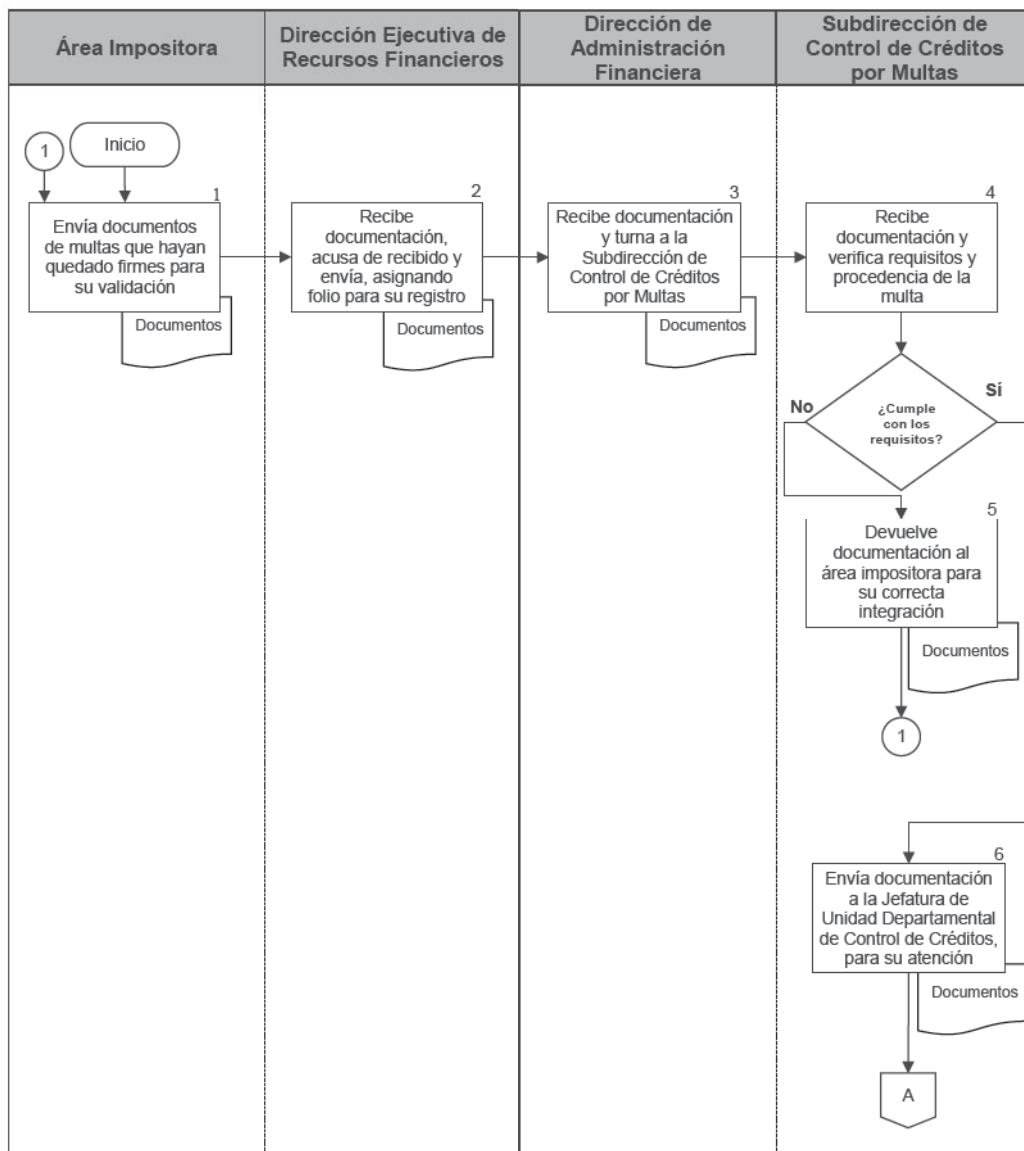 Área Impositora
Dirección Ejecutiva de
Recursos Financieros
Dirección de
Administración
Financiera
Subdirección de
Control de Créditos
por Multas
1
Inicio
1
Envía documentos
de multas que hayan
quedado firmes para
su validación
Documentos
2
Recibe
documentación,
acusa de recibido y
envía, asignando
folio para su registro
Documentos
3
Recibe documentación
y turna a la
Subdirección de
Control de Créditos
por Multas
Documentos
4
Recibe
documentación y
verifica requisitos y
procedencia de la
multa
No
¿Cumple
con los
requisitos?
Sí
5
Devuelve
documentación al
área impositora para
su correcta
integración
Documentos
1
6
Envía documentación
a la Jefatura de
Unidad Departamental
de Control de Créditos,
para su atención
Documentos
A